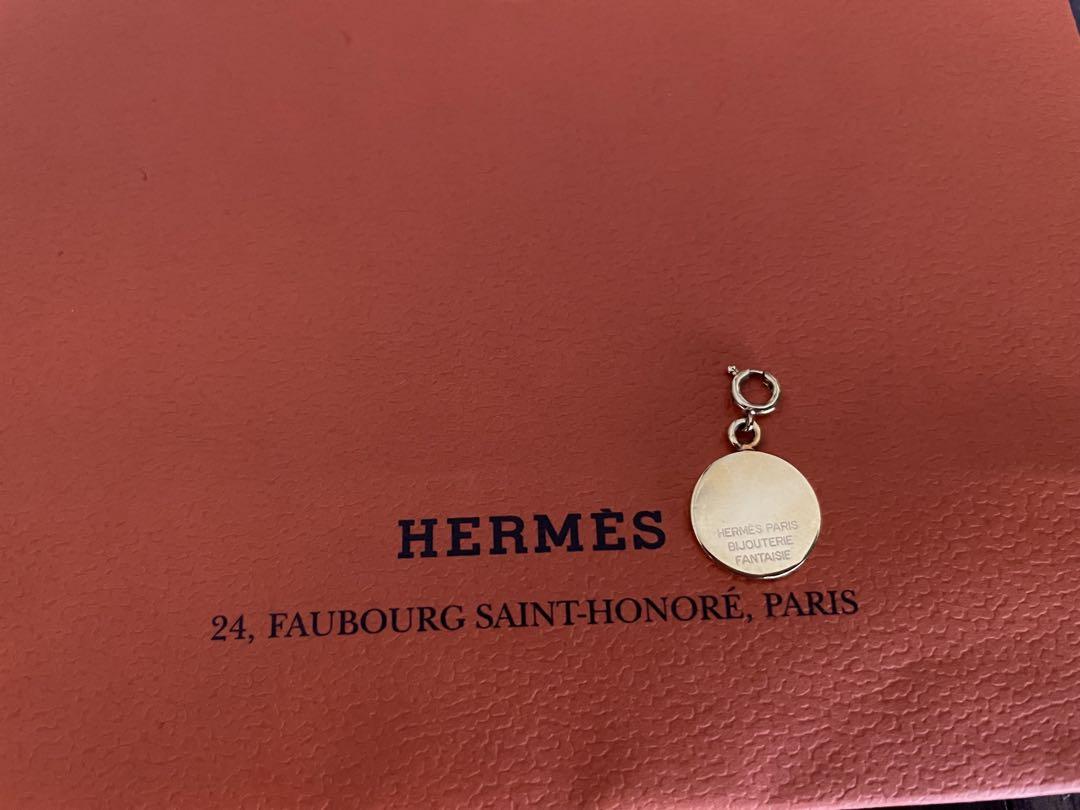 HERMÈS
24, FAUBOURG SAINT-HONORÉ, PARIS
HERMÈS PARIS
BIJOUTERIE
FANTAISIE